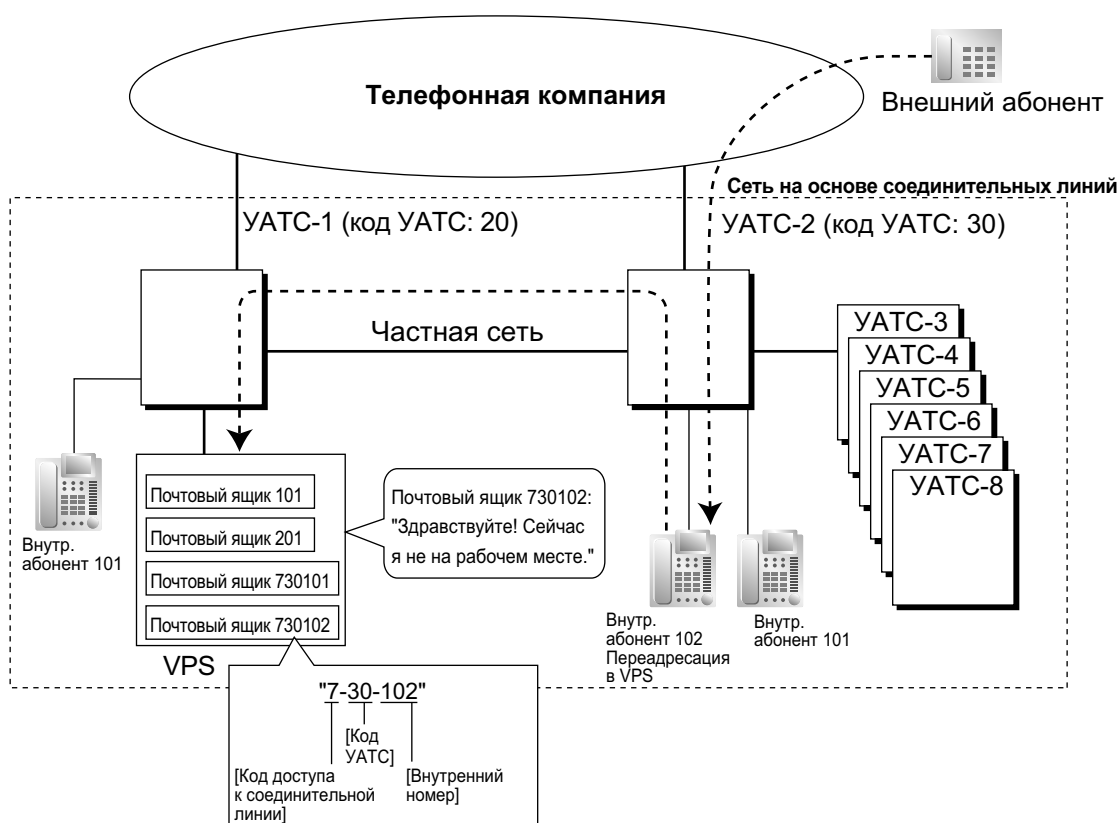 Телефонная компания
Внешний абонент
Сеть на основе соединительных линий
УАТС-1 (код УАТС: 20)
УАТС-2 (код УАТС: 30)
Частная сеть
УАТС-3
УАТС-4
УАТС-5
УАТС-6
УАТС-7
УАТС-8
Внутр.
абонент 101
Почтовый ящик 101
Почтовый ящик 201
Почтовый ящик 730101
Почтовый ящик 730102
VPS
Почтовый ящик 730102:
"Здравствуйте! Сейчас
я не на рабочем месте."
Внутр.
абонент 102
Переадресация
в VPS
Внутр.
абонент 101
"7-30-102"
[Код
УАТС]
[Код доступа
к соединительной
линии]
[Внутренний
номер]